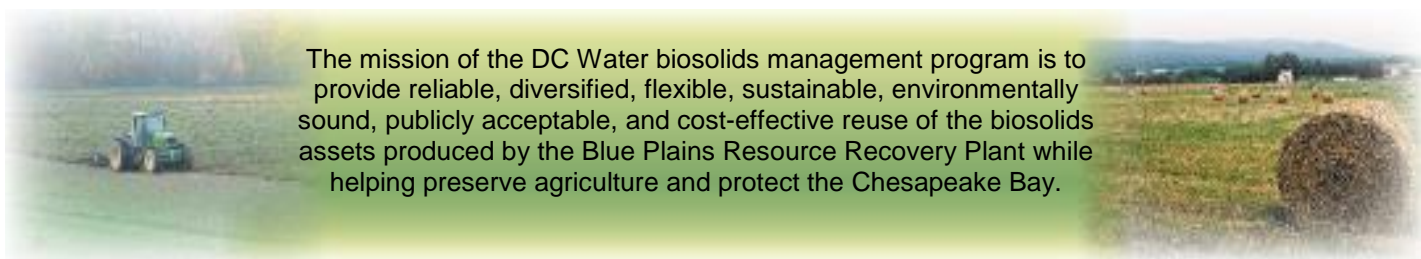 The mission of the DC Water biosolids management program is to
provide reliable, diversified, flexible, sustainable, environmentally
sound, publicly acceptable, and cost-effective reuse of the biosolids
assets produced by the Blue Plains Resource Recovery Plant while
helping preserve agriculture and protect the Chesapeake Bay.